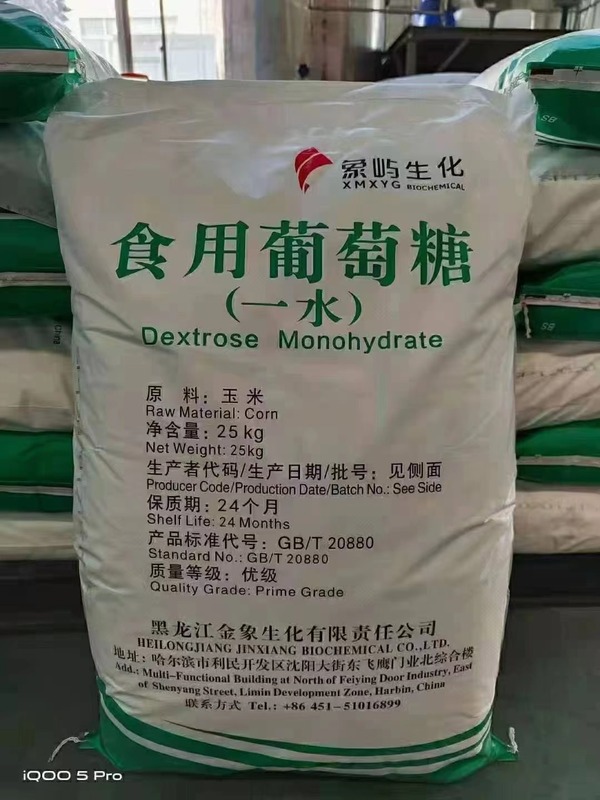 象屿生化
XMXYG BIOCHEMICAL
食用葡萄糖
(一水)
Dextrose Monohydrate
原 料：玉米
Raw Material: Corn
净含量：25kg
Net Weight: 25kg
生产者代码/生产日期/批号：见侧面
Producer Code/Production Date/Batch No.: See Side
保质期：24个月
Shelf Life: 24 Months
产品标准代号：GB/T 20880
Standard No.: GB/T 20880
质量等级：优级
Quality Grade: Prime Grade
黑龙江金象生化有限责任公司
HEILONGJIANG JINXIANG BIOCHEMICAL CO.,LTD.
地址：哈尔滨市利民开发区沈阳大街东飞鹰门业北综合楼
Add.: Multi-Functional Building at North of Feiying Door Industry, East
of Shenyang Street, Limin Development Zone, Harbin, China
联系方式 Tel.: +86 451-51016899
iQOO 5 Pro